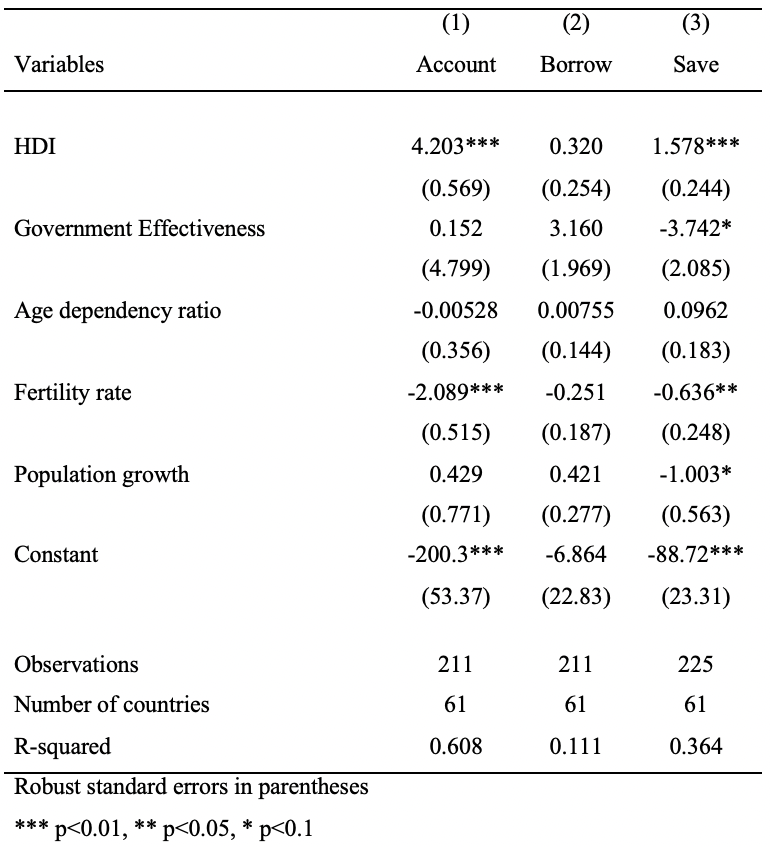 (1) (2) (3)
Variables Account Borrow Save
HDI 4.203*** 0.320 1.578***
(0.569) (0.254) (0.244)
Government Effectiveness 0.152 3.160 -3.742*
(4.799) (1.969) (2.085)
Age dependency ratio -0.00528 0.00755 0.0962
(0.356) (0.144) (0.183)
Fertility rate -2.089*** -0.251 -0.636**
(0.515) (0.187) (0.248)
Population growth 0.429 0.421 -1.003*
(0.771) (0.277) (0.563)
Constant -200.3*** -6.864 -88.72***
(53.37) (22.83) (23.31)
Observations 211 211 225
Number of countries 61 61 61
R-squared 0.608 0.111 0.364
Robust standard errors in parentheses
*** p<0.01, ** p<0.05, * p<0.1